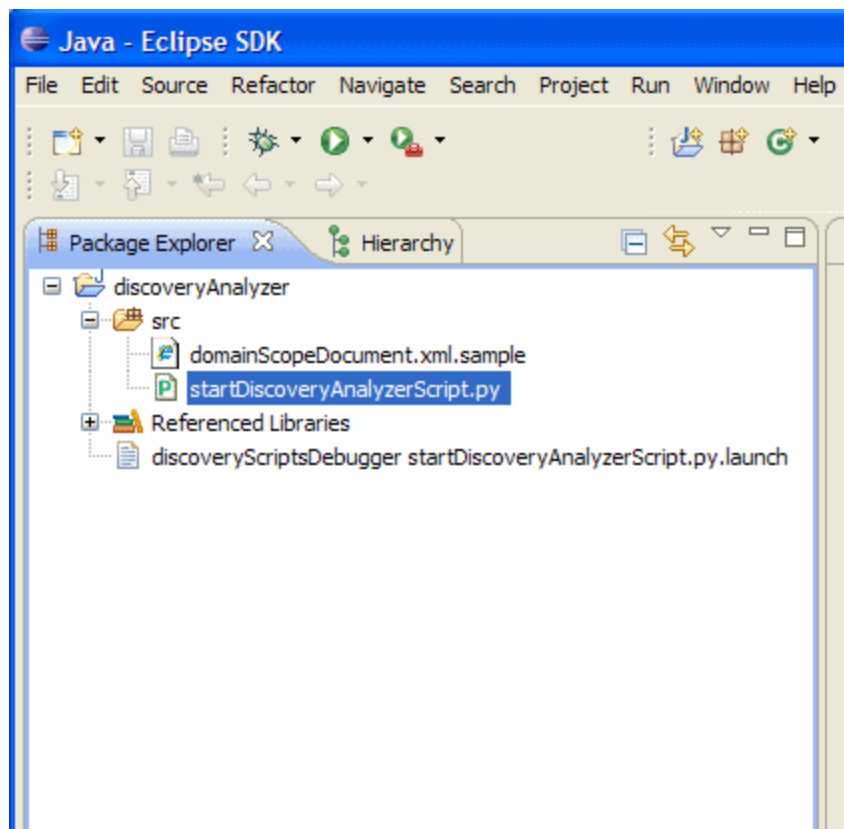 Java - Eclipse SDK
File Edit Source Refactor Navigate Search Project Run Window Help
Package Explorer Hierarchy
discoveryAnalyzer
src
domainScopeDocument.xml.sample
startDiscoveryAnalyzerScript.py
Referenced Libraries
discoveryScriptsDebugger startDiscoveryAnalyzerScript.py.launch